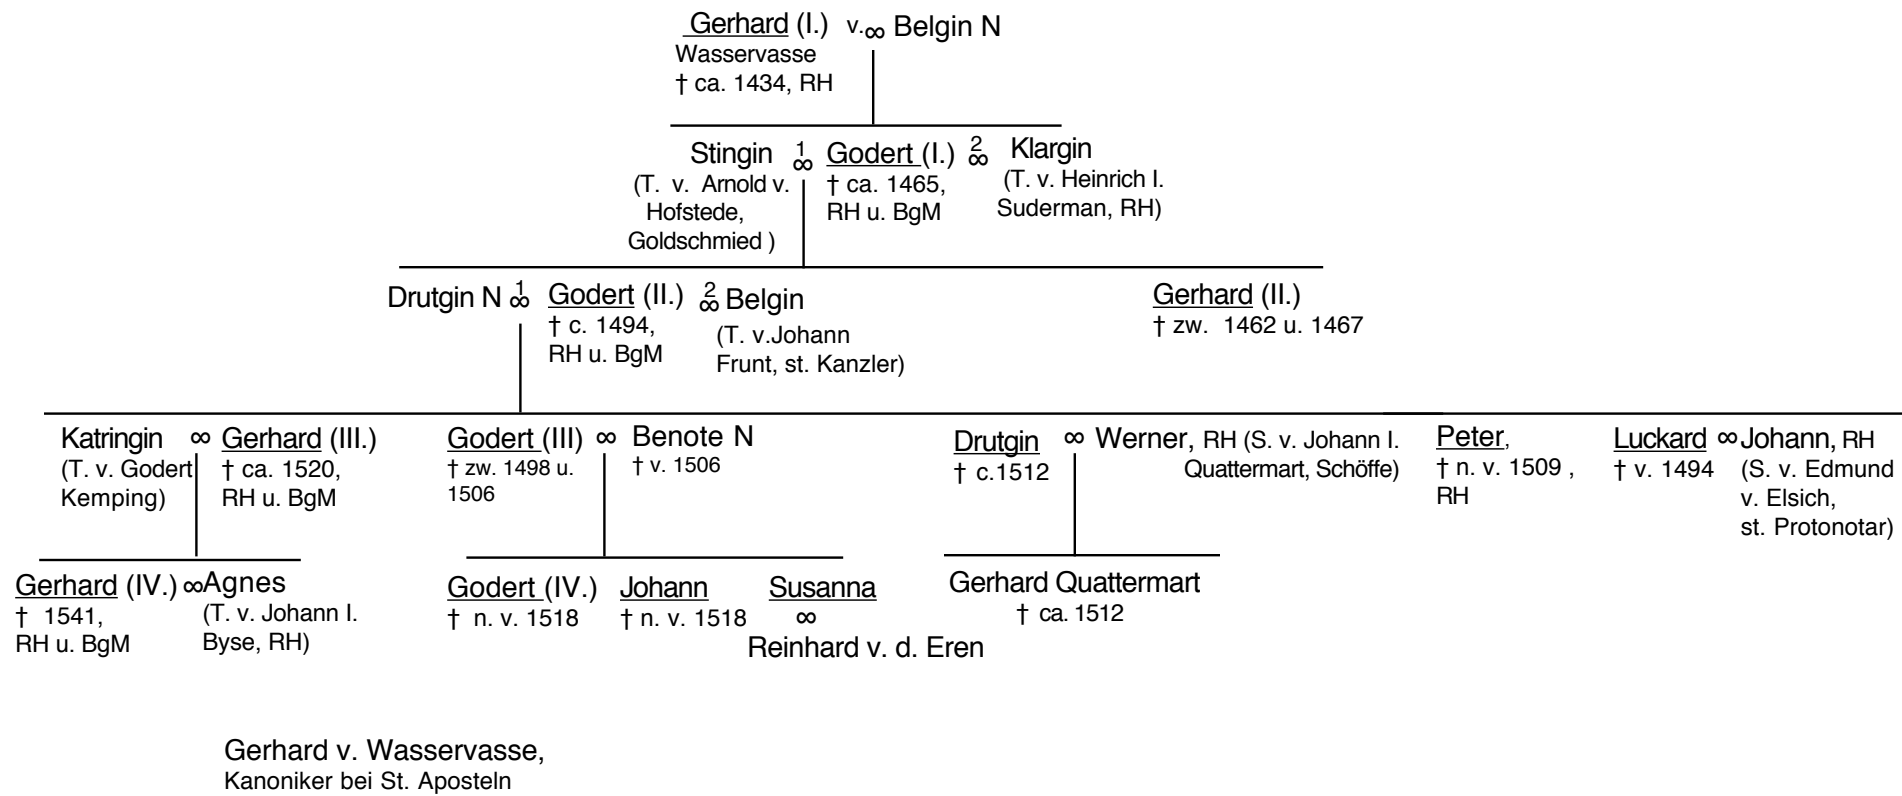 Gerhard (I.) v.∞ Belgin N
Wasservasse
† ca. 1434, RH
Stingin 1 ∞ Godert (I.) 2 ∞ Klargin
(T. v. Arnold v.
Hofstede,
Goldschmied )
† ca. 1465,
RH u. BgM
(T. v. Heinrich I.
Suderman, RH)
Drutgin N 1 ∞ Godert (II.) 2 ∞ Belgin
† c. 1494,
RH u. BgM
(T. v.Johann
Frunt, st. Kanzler)
Gerhard (II.)
† zw. 1462 u. 1467
Katringin ∞ Gerhard (III.)
(T. v. Godert
Kemping)
† ca. 1520,
RH u. BgM
Godert (III) ∞ Benote N
† zw. 1498 u.
1506
† v. 1506
Drutgin ∞ Werner, RH (S. v. Johann I.
† c.1512
Quattermart, Schöffe)
Peter,
† n. v. 1509 ,
RH
Luckard ∞ Johann, RH
† v. 1494
(S. v. Edmund
v. Elsich,
st. Protonotar)
Gerhard (IV.) ∞Agnes
† 1541,
RH u. BgM
(T. v. Johann I.
Byse, RH)
Godert (IV.)
† n. v. 1518
Johann
† n. v. 1518
Susanna
∞
Reinhard v. d. Eren
Gerhard Quattermart
† ca. 1512
Gerhard v. Wasservasse,
Kanoniker bei St. Aposteln